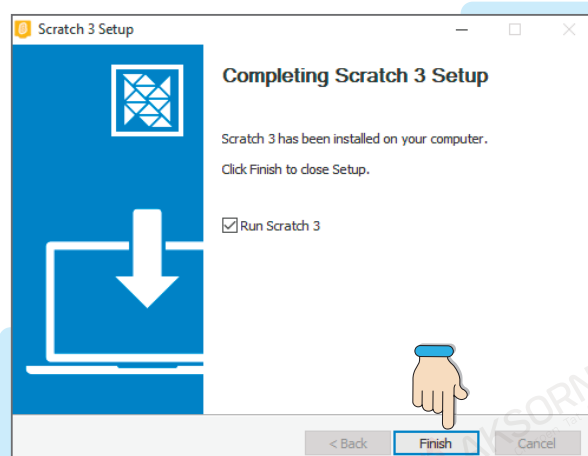 Scratch 3 Setup
Completing Scratch 3 Setup
Scratch 3 has been installed on your computer.
Click Finish to close Setup.
Run Scratch 3
< Back Finish Cancel